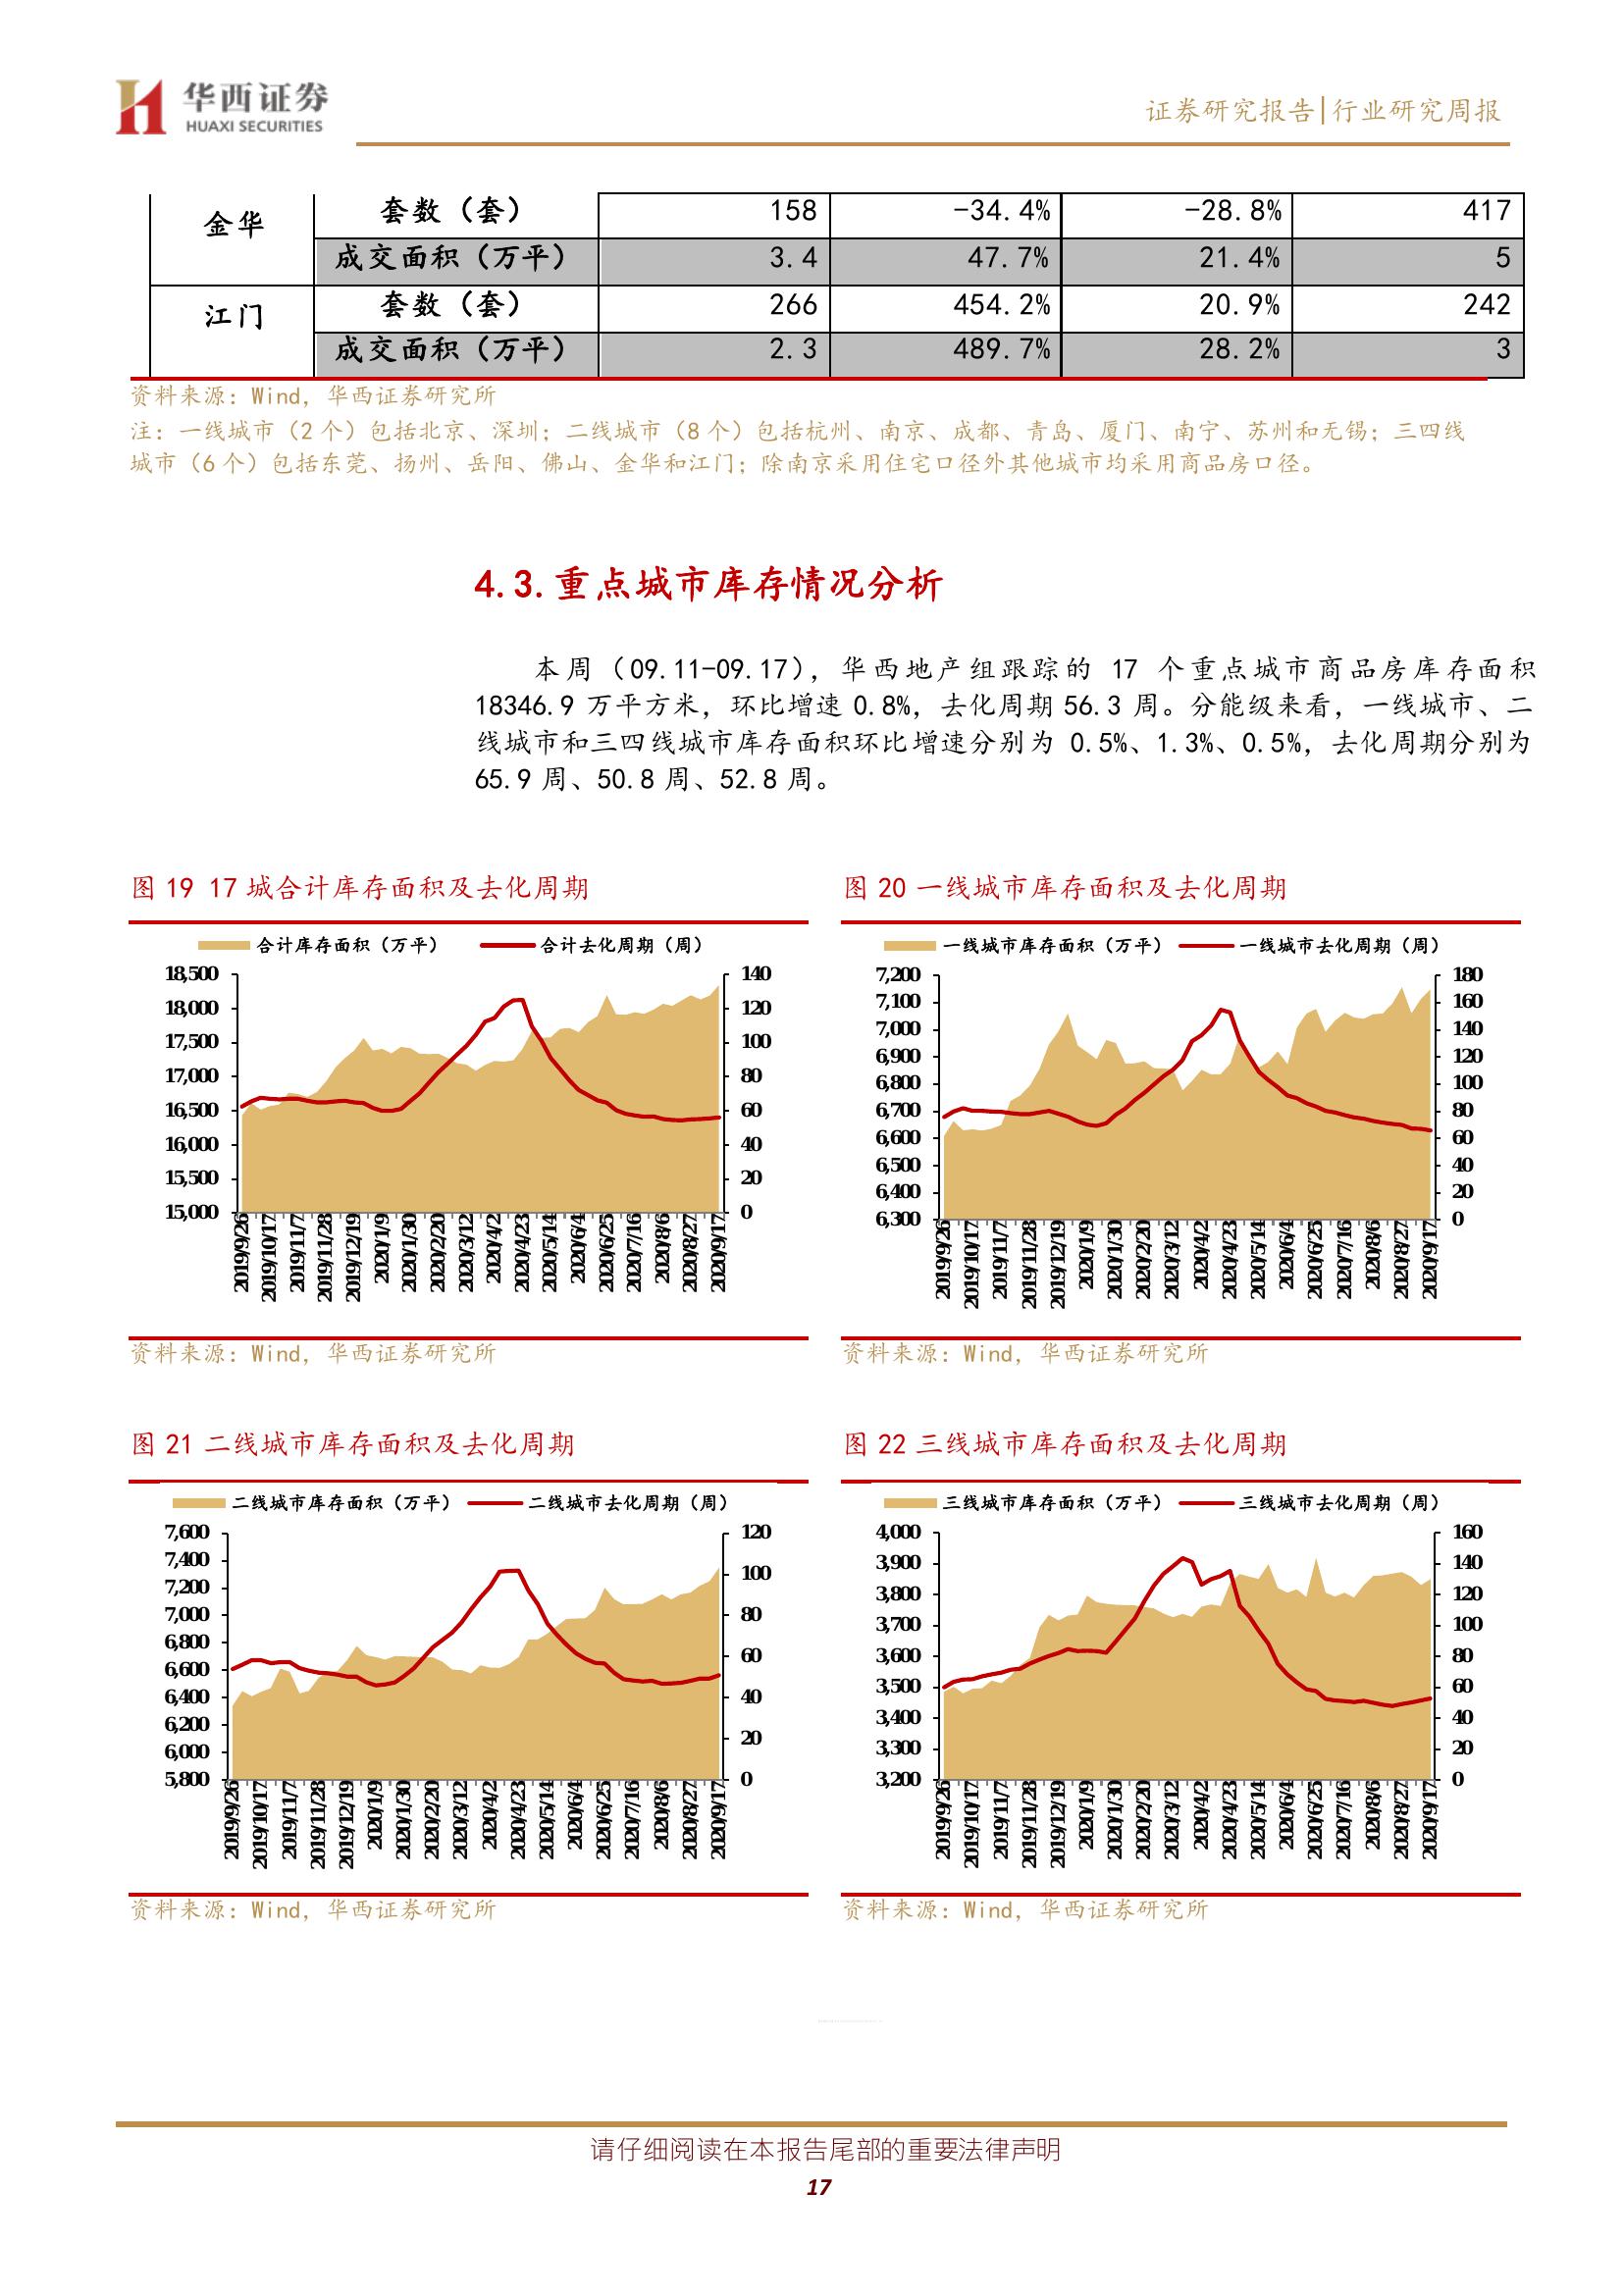 华西证券
HUAXI SECURITIES
证券研究报告|行业研究周报
金华 套数（套） 158 -34.4% -28.8% 417
成交面积（万平） 3.4 47.7% 21.4% 5
江门 套数（套） 266 454.2% 20.9% 242
成交面积（万平） 2.3 489.7% 28.2% 3
资料来源：Wind，华西证券研究所
注：一线城市（2 个）包括北京、深圳；二线城市（8 个）包括杭州、南京、成都、青岛、厦门、南宁、苏州和无锡；三四线
城市（6 个）包括东莞、扬州、岳阳、佛山、金华和江门；除南京采用住宅口径外其他城市均采用商品房口径。
4.3.重点城市库存情况分析
本周（09.11-09.17），华西地产组跟踪的 17 个重点城市商品房库存面积
18346.9 万平方米，环比增速 0.8%，去化周期 56.3 周。分能级来看，一线城市、二
线城市和三四线城市库存面积环比增速分别为 0.5%、1.3%、0.5%，去化周期分别为
65.9 周、50.8 周、52.8 周。
图 19 17 城合计库存面积及去化周期
合计库存面积（万平） 合计去化周期（周）
18,500 140
18,000 120
17,500 100
17,000 80
16,500 60
16,000 40
15,500 20
15,000 0
2019/9/26 2019/10/17 2019/11/7 2019/11/28 2019/12/19 2020/1/9 2020/1/30 2020/2/20 2020/3/12 2020/4/2 2020/4/23 2020/5/14 2020/6/4 2020/6/25 2020/7/16 2020/8/6 2020/8/27 2020/9/17
资料来源：Wind，华西证券研究所
图 20 一线城市库存面积及去化周期
一线城市库存面积（万平） 一线城市去化周期（周）
7,200 180
7,100 160
7,000 140
6,900 120
6,800 100
6,700 80
6,600 60
6,500 40
6,400 20
6,300 0
2019/9/26 2019/10/17 2019/11/7 2019/11/28 2019/12/19 2020/1/9 2020/1/30 2020/2/20 2020/3/12 2020/4/2 2020/4/23 2020/5/14 2020/6/4 2020/6/25 2020/7/16 2020/8/6 2020/8/27 2020/9/17
资料来源：Wind，华西证券研究所
图 21 二线城市库存面积及去化周期
二线城市库存面积（万平） 二线城市去化周期（周）
7,600 120
7,400 100
7,200 80
7,000 60
6,800 40
6,600 20
6,400 0
6,200
6,000
5,800
2019/9/26 2019/10/17 2019/11/7 2019/11/28 2019/12/19 2020/1/9 2020/1/30 2020/2/20 2020/3/12 2020/4/2 2020/4/23 2020/5/14 2020/6/4 2020/6/25 2020/7/16 2020/8/6 2020/8/27 2020/9/17
资料来源：Wind，华西证券研究所
图 22 三线城市库存面积及去化周期
三线城市库存面积（万平） 三线城市去化周期（周）
4,000 160
3,900 140
3,800 120
3,700 100
3,600 80
3,500 60
3,400 40
3,300 20
3,200 0
2019/9/26 2019/10/17 2019/11/7 2019/11/28 2019/12/19 2020/1/9 2020/1/30 2020/2/20 2020/3/12 2020/4/2 2020/4/23 2020/5/14 2020/6/4 2020/6/25 2020/7/16 2020/8/6 2020/8/27 2020/9/17
资料来源：Wind，华西证券研究所
请仔细阅读在本报告尾部的重要法律声明
17